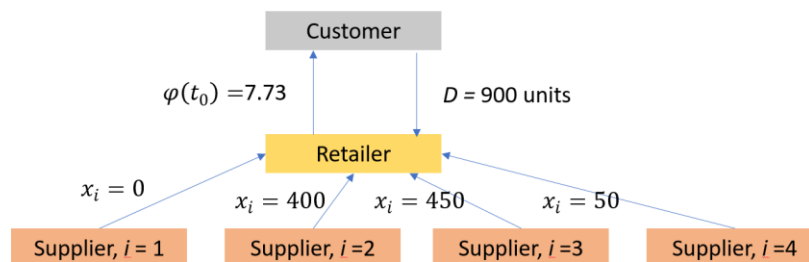 Customer
φ(t₀) =7.73
D = 900 units
Retailer
xᵢ = 0
xᵢ = 400
xᵢ = 450
xᵢ = 50
Supplier, i = 1
Supplier, i =2
Supplier, i =3
Supplier, i =4